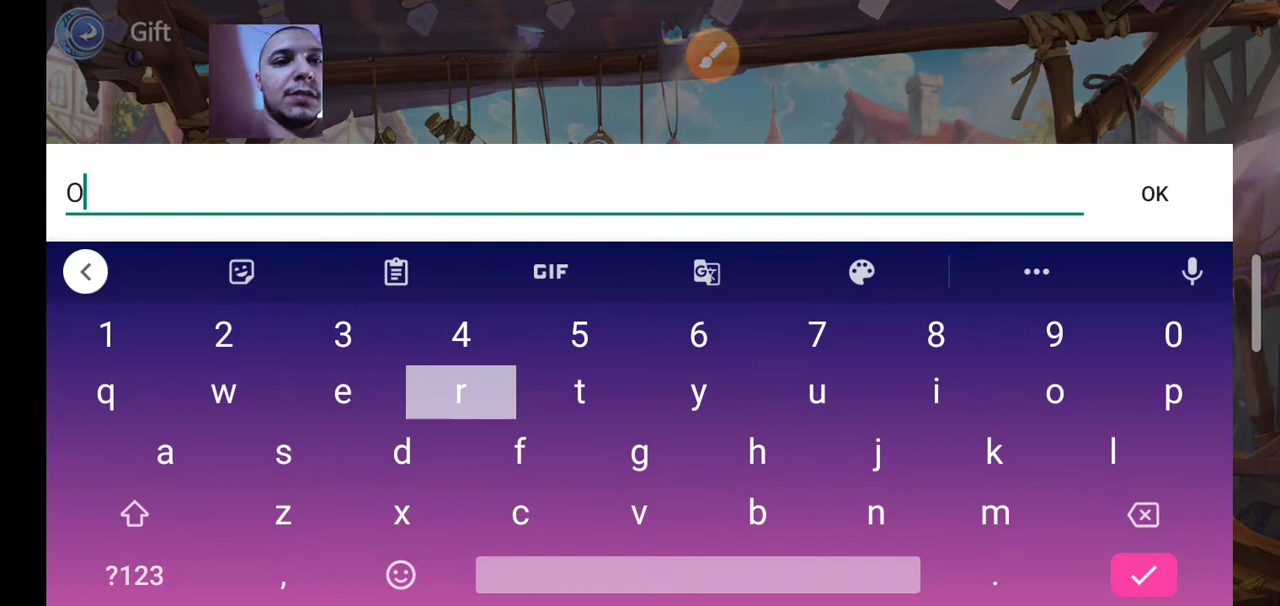 Gift
O
OK
GIF
1 2 3 4 5 6 7 8 9 0
q w e r t y u i o p
a s d f g h j k l
z x c v b n m
?123 , .